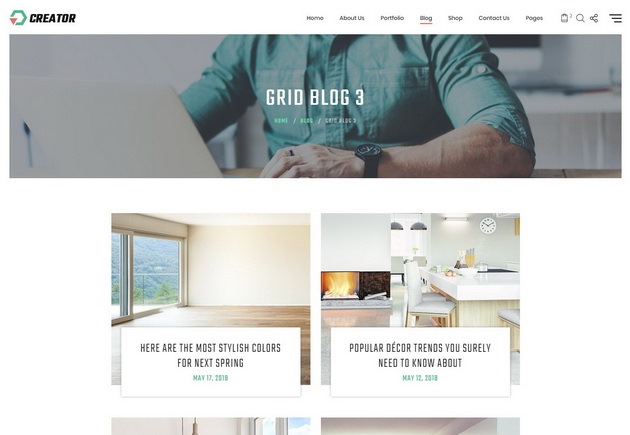 CREATOR
Home About Us Portfolio Blog Shop Contact Us Pages
GRID BLOG 3
HOME / BLOG / GRID BLOG 3
HERE ARE THE MOST STYLISH COLORS
FOR NEXT SPRING
MAY 17, 2018
POPULAR DÉCOR TRENDS YOU SURELY
NEED TO KNOW ABOUT
MAY 12, 2018